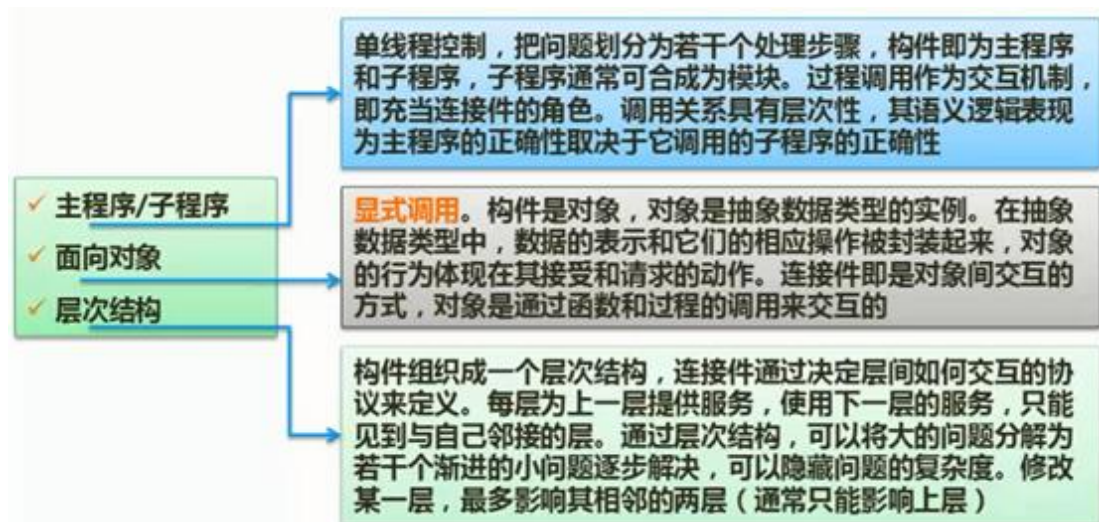 单线程控制，把问题划分为若干个处理步骤，构件即为主程序
和子程序，子程序通常可合成为模块。过程调用作为交互机制，
即充当连接件的角色。调用关系具有层次性，其语义逻辑表现
为主程序的正确性取决于它调用的子程序的正确性
✓ 主程序/子程序
✓ 面向对象
✓ 层次结构
显式调用。构件是对象，对象是抽象数据类型的实例。在抽象
数据类型中，数据的表示和它们的相应操作被封装起来，对象
的行为体现在其接受和请求的动作。连接件即是对象间交互的
方式，对象是通过函数和过程的调用来交互的
构件组织成一个层次结构，连接件通过决定层间如何交互的协
议来定义。每层为上一层提供服务，使用下一层的服务，只能
见到与自己邻接的层。通过层次结构，可以将大的问题分解为
若干个渐进的小问题逐步解决，可以隐藏问题的复杂度。修改
某一层，最多影响其相邻的两层（通常只能影响上层）